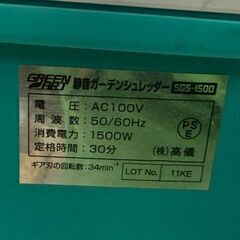 GREEN ART 静音ガーデンシュレッダー SGS-1500
電圧：AC100V
周波数：50/60Hz
消費電力：1500W
定格時間：30分
PSE
(株)髙儀
ギア刃の回転数：34min⁻¹
LOT No. 11KE